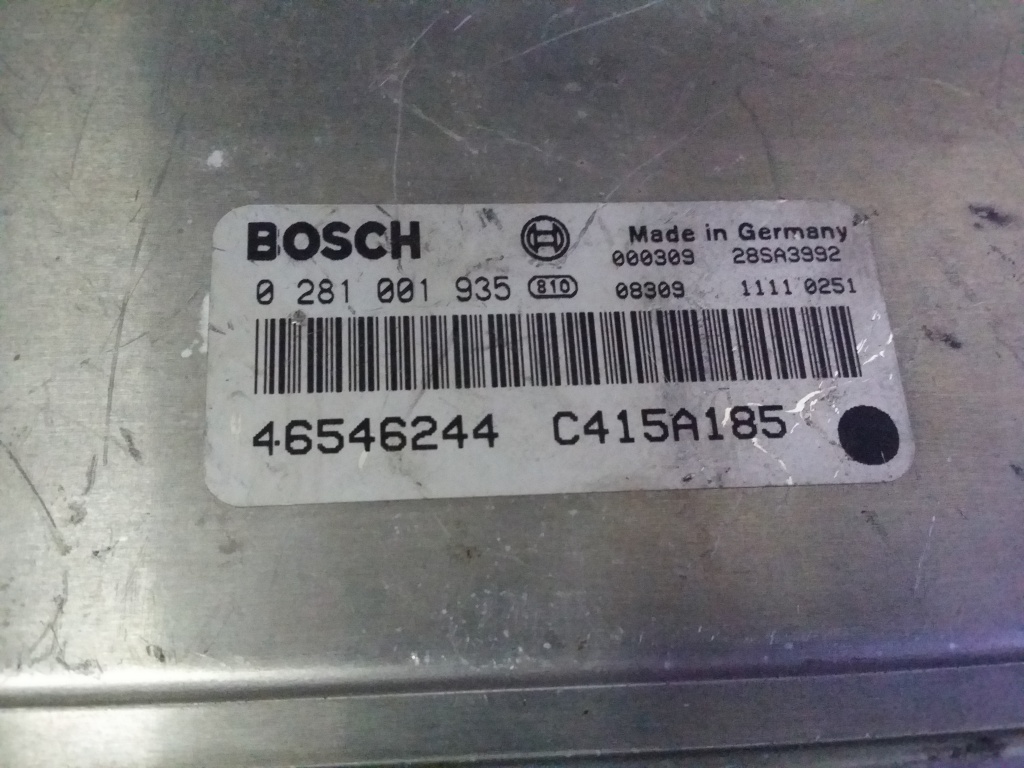 BOSCH Made in Germany
000309 28SA3992
0 281 001 935 810 08309 1111 0251
46546244 C415A185